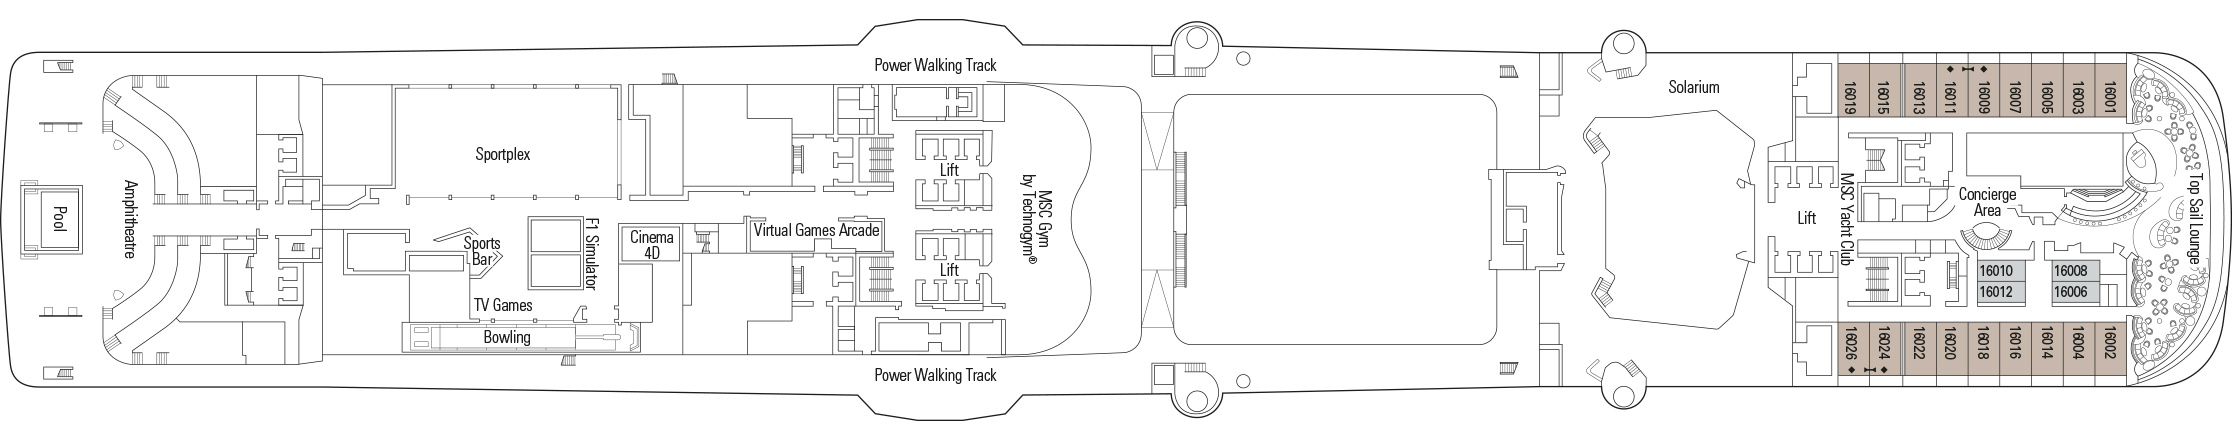 Power Walking Track
Solarium
16019
16015
16013
16011
16009
16007
16005
16003
16001
Sportplex
Lift
MSC Gym
by Technogym®
Amphitheatre
Pool
Sports
Bar
F1 Simulator
Cinema
4D
Virtual Games Arcade
Lift
Lift
MSC Yacht Club
Concierge
Area
Top Sail Lounge
16010
16012
16008
16006
TV Games
Bowling
16026
16024
16022
16020
16018
16016
16014
16004
16002
Power Walking Track